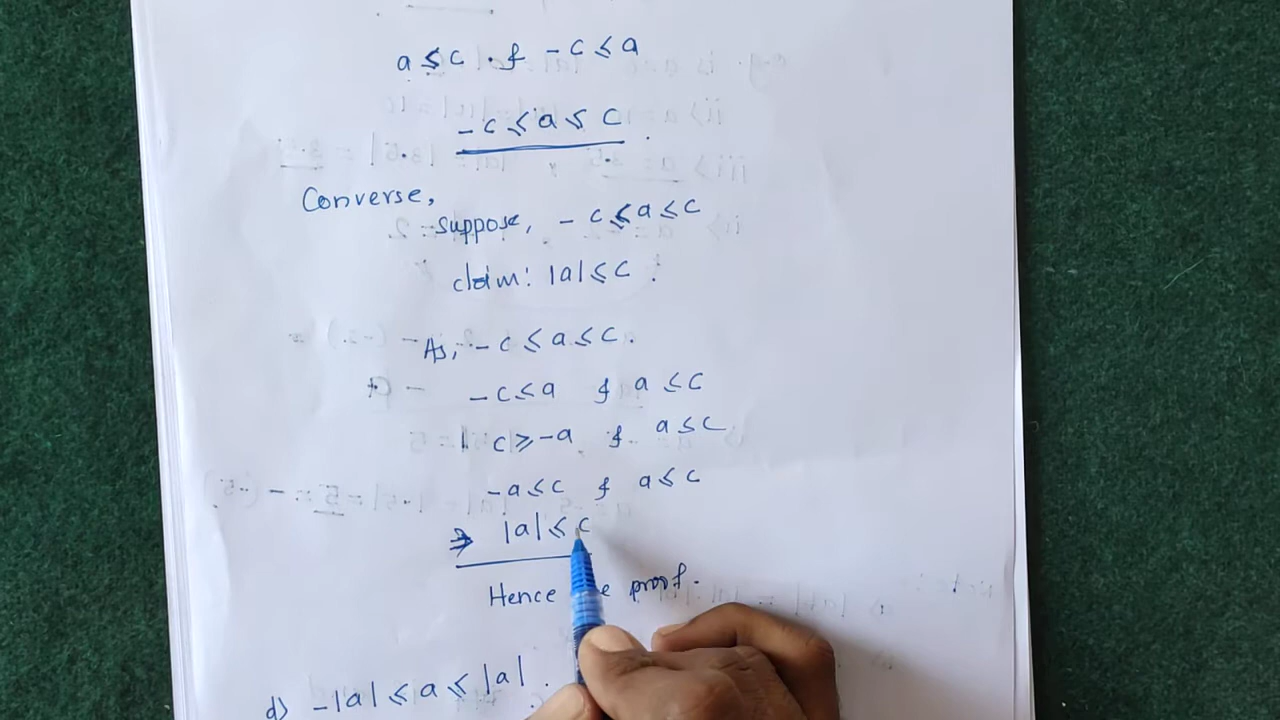 a ≤ c . & -c ≤ a
-c ≤ a ≤ c .
Converse,
suppose, -c ≤ a ≤ c
claim: |a| ≤ c .
As, -c ≤ a ≤ c.
-c ≤ a & a ≤ c
c ≥ -a & a ≤ c
-a ≤ c & a ≤ c
⇒ |a| ≤ c
Hence proof.
d) -|a| ≤ a ≤ |a| .